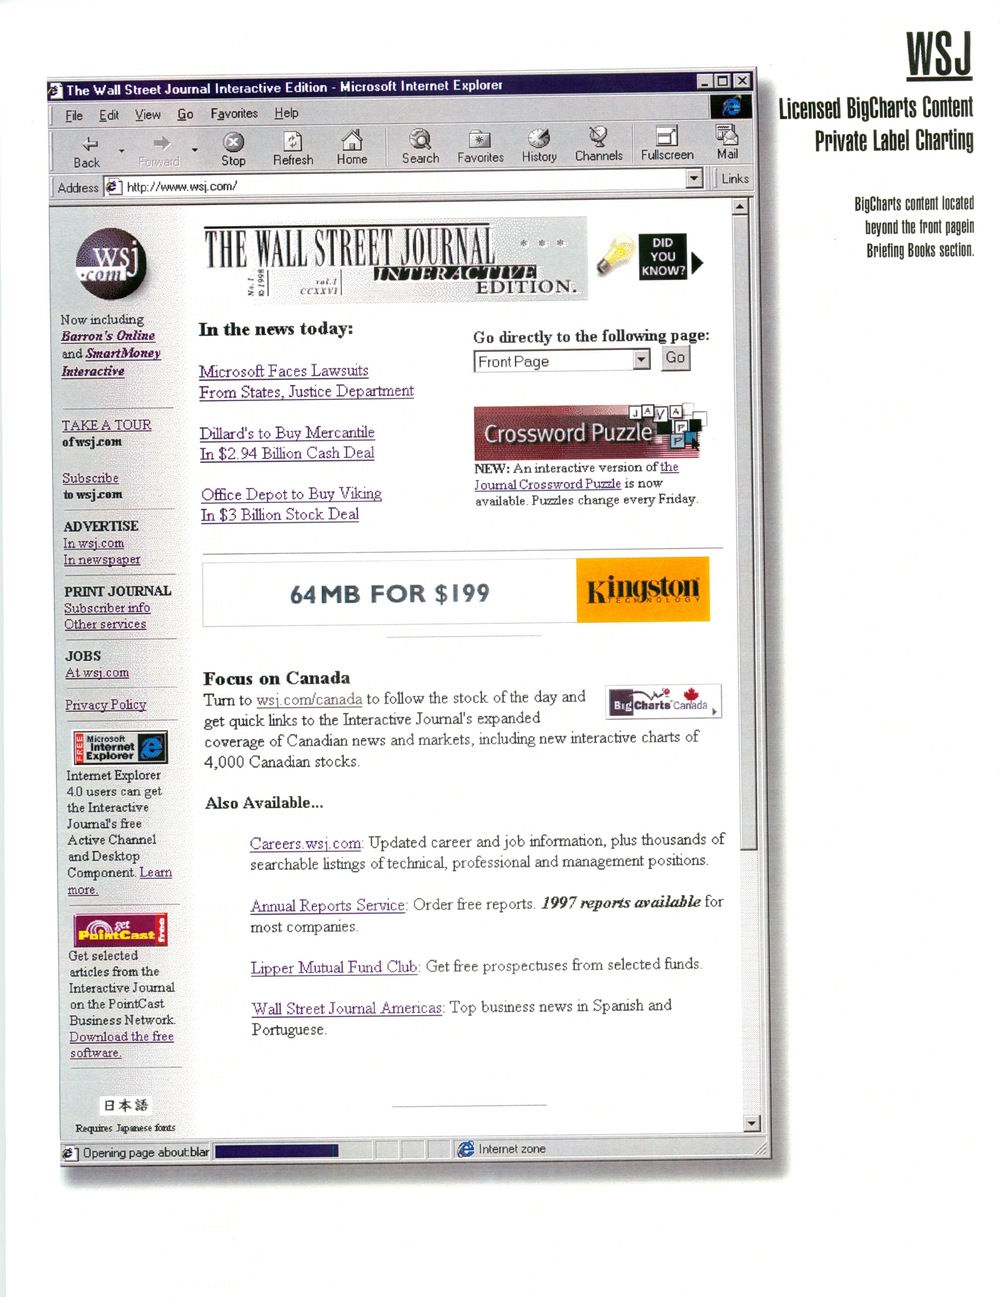 WSJ
Licensed BigCharts Content
Private Label Charting
BigCharts content located
beyond the front pagein
Briefing Books section.
The Wall Street Journal Interactive Edition - Microsoft Internet Explorer
File Edit View Go Favorites Help
Back Forward Stop Refresh Home Search Favorites History Channels Fullscreen Mail
Address http://www.wsj.com/ Links
wsj
.com
Now including
Barron's Online
and SmartMoney
Interactive
TAKE A TOUR
of wsj.com
Subscribe
to wsj.com
ADVERTISE
In wsj.com
In newspaper
PRINT JOURNAL
Subscriber info
Other services
JOBS
At wsj.com
Privacy Policy
FREE
Microsoft
Internet
Explorer
Internet Explorer
4.0 users can get
the Interactive
Journal's free
Active Channel
and Desktop
Component. Learn
more.
get
PointCast
free
Get selected
articles from the
Interactive Journal
on the PointCast
Business Network.
Download the free
software.
日本語
Requires Japanese fonts
THE WALL STREET JOURNAL
INTERACTIVE
EDITION.
No. 1
© 1998
vol.1
CCXXVI
* * *
DID
YOU
KNOW?
In the news today:
Microsoft Faces Lawsuits
From States, Justice Department
Dillard's to Buy Mercantile
In $2.94 Billion Cash Deal
Office Depot to Buy Viking
In $3 Billion Stock Deal
Go directly to the following page:
Front Page Go
JAVA
Crossword Puzzle
P
P
NEW: An interactive version of the
Journal Crossword Puzzle is now
available. Puzzles change every Friday.
64MB FOR $199
Kingston
TECHNOLOGY
Focus on Canada
Turn to wsj.com/canada to follow the stock of the day and
get quick links to the Interactive Journal's expanded
coverage of Canadian news and markets, including new interactive charts of
4,000 Canadian stocks.
BigCharts Canada
Also Available...
Careers.wsj.com: Updated career and job information, plus thousands of
searchable listings of technical, professional and management positions.
Annual Reports Service: Order free reports. 1997 reports available for
most companies.
Lipper Mutual Fund Club: Get free prospectuses from selected funds.
Wall Street Journal Americas: Top business news in Spanish and
Portuguese.
Opening page about:blar Internet zone